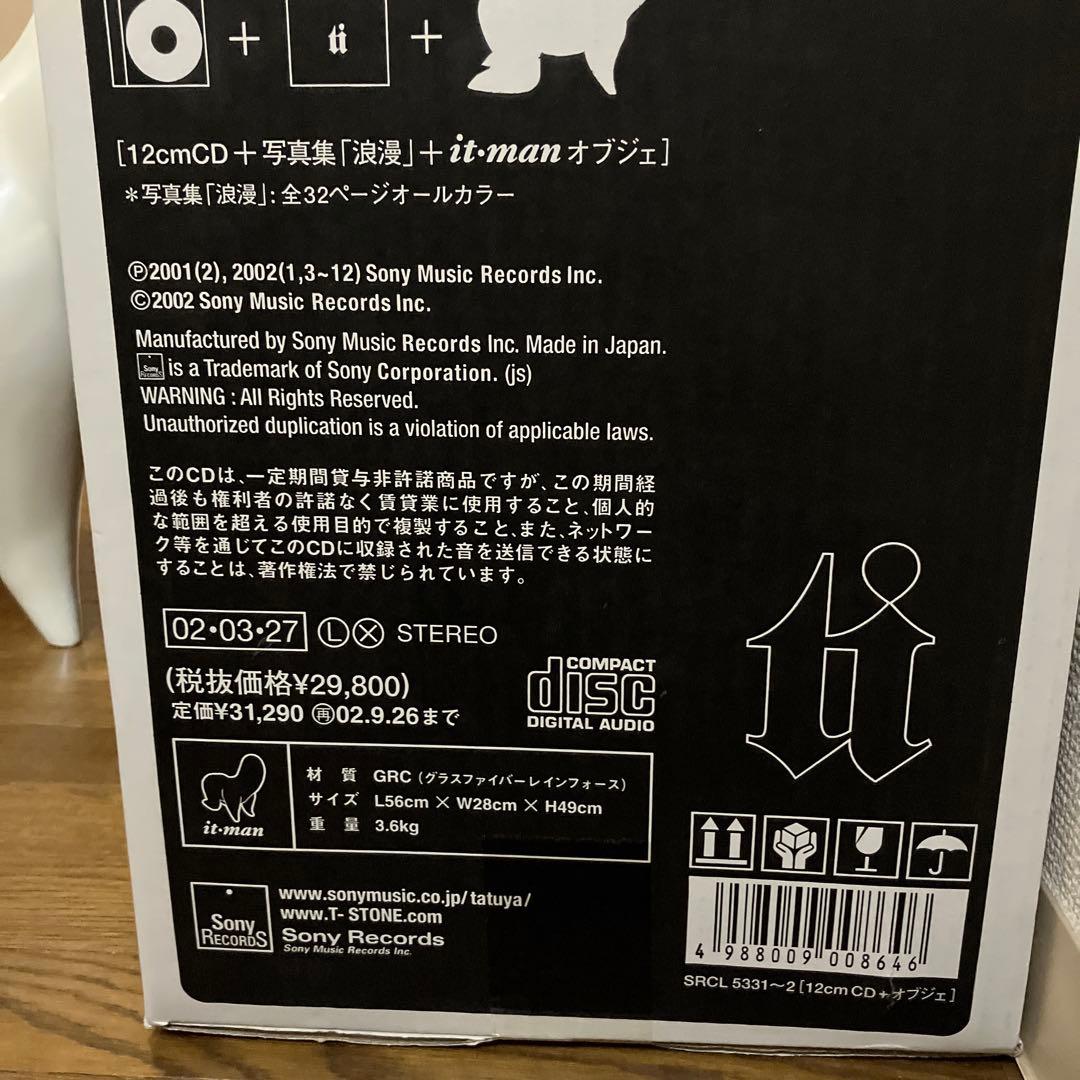 + ti +
[12cmCD+写真集「浪漫」+it·manオブジェ]
*写真集「浪漫」: 全32ページオールカラー
Ⓟ2001(2), 2002(1,3~12) Sony Music Records Inc.
©2002 Sony Music Records Inc.
Manufactured by Sony Music Records Inc. Made in Japan.
Sony RECORDS is a Trademark of Sony Corporation. (js)
WARNING : All Rights Reserved.
Unauthorized duplication is a violation of applicable laws.
このCDは、一定期間貸与非許諾商品ですが、この期間経
過後も権利者の許諾なく賃貸業に使用すること、個人的
な範囲を超える使用目的で複製すること、また、ネットワー
ク等を通じてこのCDに収録された音を送信できる状態に
することは、著作権法で禁じられています。
02•03•27 Ⓛⓧ STEREO
(税抜価格¥29,800)
定価¥31,290 ㊥02.9.26まで
COMPACT
disc
DIGITAL AUDIO
ti
it·man
材 質 GRC (グラスファイバーレインフォース)
サイズ L56cm × W28cm × H49cm
重 量 3.6kg
Sony
RECORDS
www.sonymusic.co.jp/tatuya/
www.T-STONE.com
Sony Records
Sony Music Records Inc.
4 988009 008646
SRCL 5331~2 [12cm CD+オブジェ]